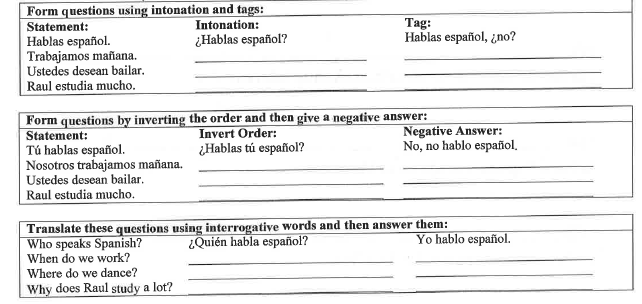 Form questions using intonation and tags:
Statement: Intonation: Tag:
Hablas español. ¿Hablas español? Hablas español, ¿no?
Trabajamos mañana.
Ustedes desean bailar.
Raul estudia mucho.
Form questions by inverting the order and then give a negative answer:
Statement: Invert Order: Negative Answer:
Tú hablas español. ¿Hablas tú español? No, no hablo español.
Nosotros trabajamos mañana.
Ustedes desean bailar.
Raul estudia mucho.
Translate these questions using interrogative words and then answer them:
Who speaks Spanish? ¿Quién habla español? Yo hablo español.
When do we work?
Where do we dance?
Why does Raul study a lot?